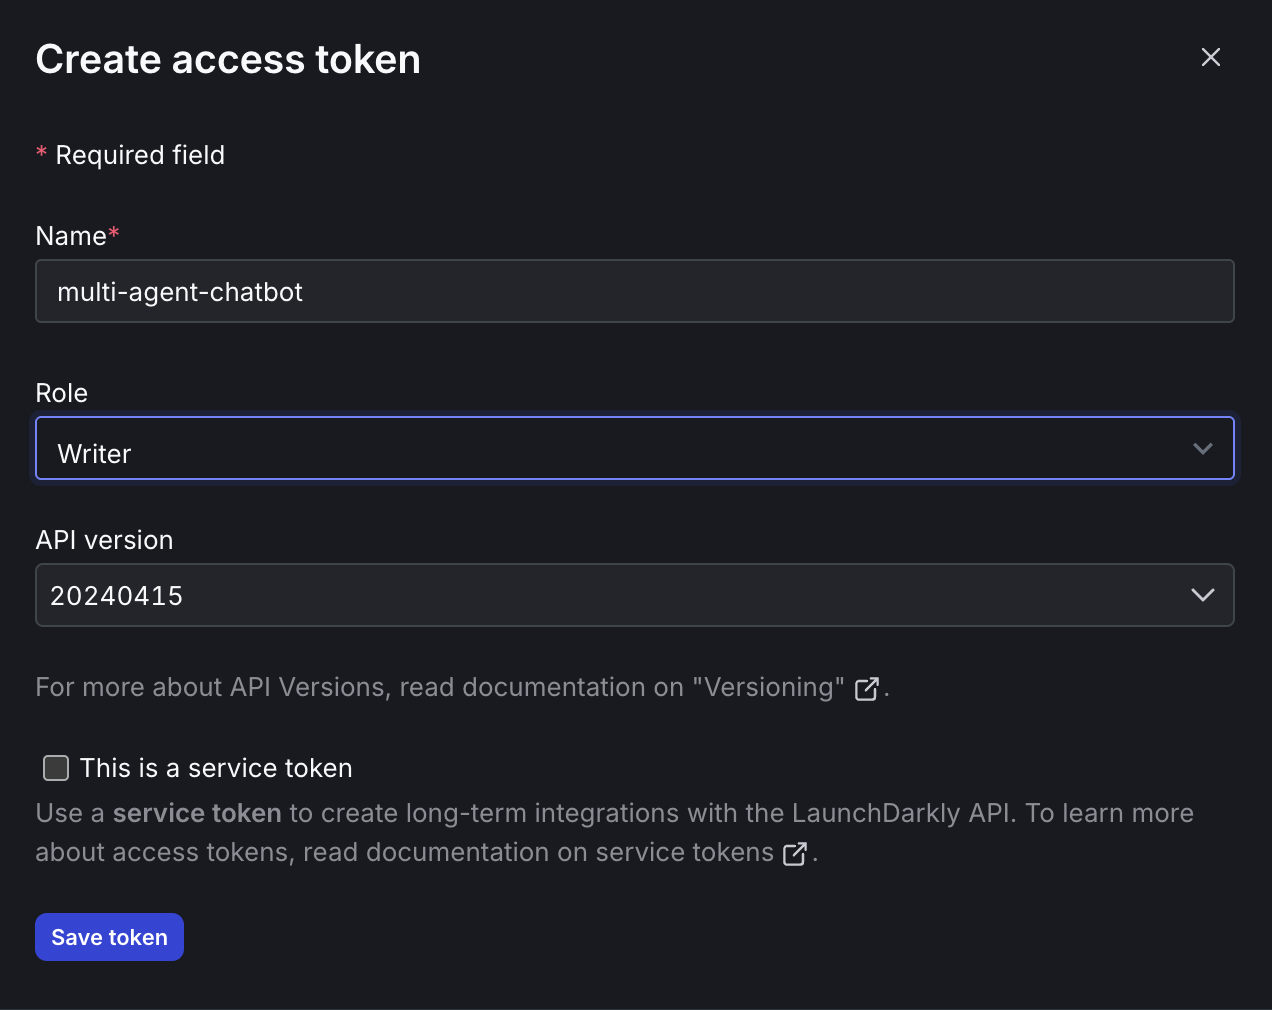 Create access token
* Required field
Name*
multi-agent-chatbot
Role
Writer
API version
20240415
For more about API Versions, read documentation on "Versioning" .
This is a service token
Use a service token to create long-term integrations with the LaunchDarkly API. To learn more
about access tokens, read documentation on service tokens .
Save token